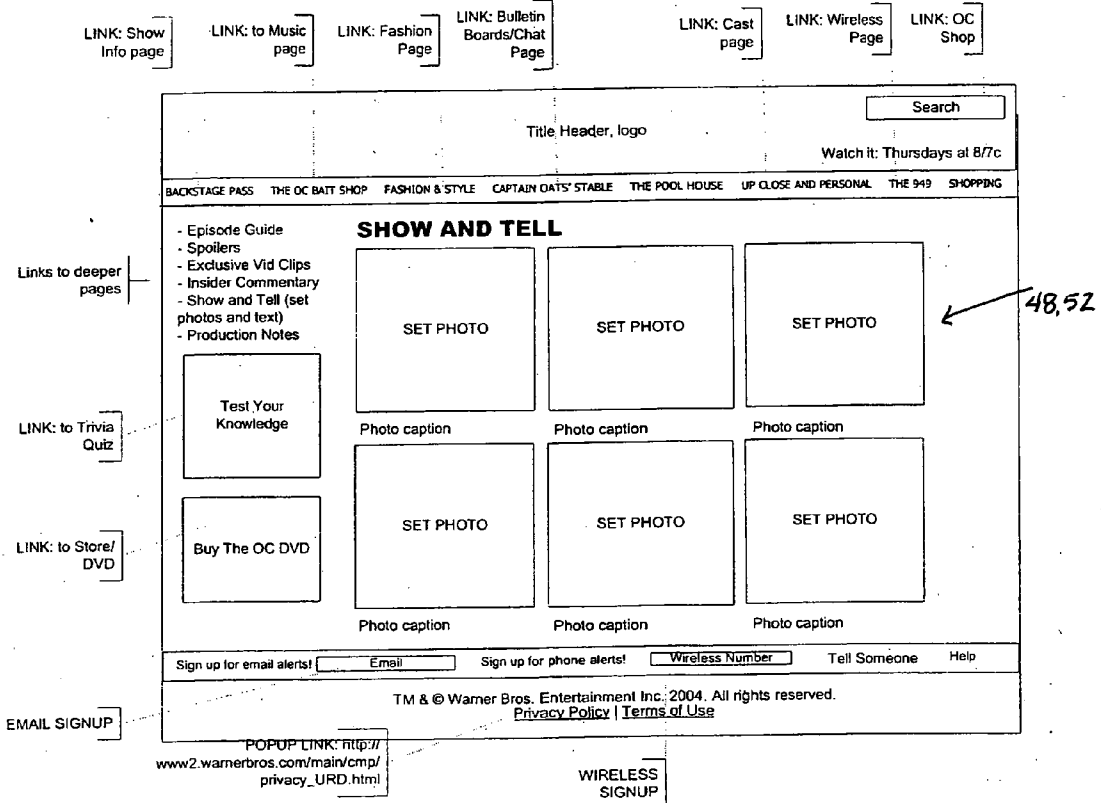 LINK: Show
Info page
LINK: to Music
page
LINK: Fashion
Page
LINK: Bulletin
Boards/Chat
Page
LINK: Cast
page
LINK: Wireless
Page
LINK: OC
Shop
Search
Title Header, logo
Watch it: Thursdays at 8/7c
BACKSTAGE PASS THE OC BATT SHOP FASHION & STYLE CAPTAIN OATS' STABLE THE POOL HOUSE UP CLOSE AND PERSONAL THE 949 SHOPPING
Links to deeper
pages
- Episode Guide
- Spoilers
- Exclusive Vid Clips
- Insider Commentary
- Show and Tell (set
photos and text)
- Production Notes
SHOW AND TELL
SET PHOTO SET PHOTO SET PHOTO
48,52
Photo caption Photo caption Photo caption
LINK: to Trivia
Quiz
Test Your
Knowledge
SET PHOTO SET PHOTO SET PHOTO
LINK: to Store/
DVD
Buy The OC DVD
Photo caption Photo caption Photo caption
Sign up for email alerts! Email Sign up for phone alerts! Wireless Number Tell Someone Help
TM & © Warner Bros. Entertainment Inc. 2004. All rights reserved.
Privacy Policy | Terms of Use
EMAIL SIGNUP
POPUP LINK: http://
www2.warnerbros.com/main/cmp/
privacy_URD.html
WIRELESS
SIGNUP